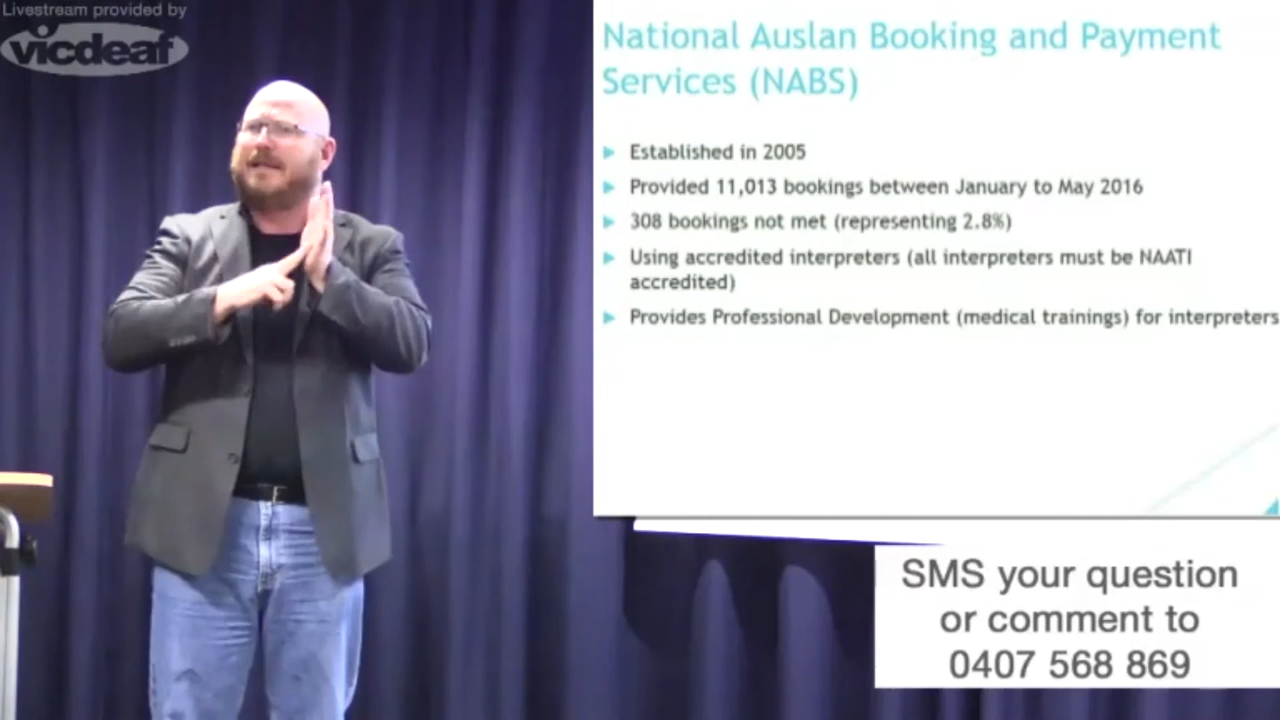 Livestream provided by
vicdeaf
National Auslan Booking and Payment
Services (NABS)
Established in 2005
Provided 11,013 bookings between January to May 2016
308 bookings not met (representing 2.8%)
Using accredited interpreters (all interpreters must be NAATI
accredited)
Provides Professional Development (medical trainings) for interpreters
SMS your question
or comment to
0407 568 869